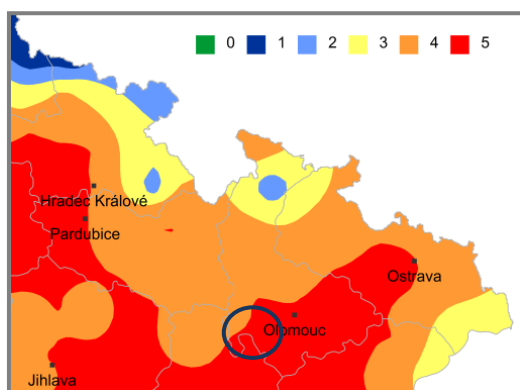 0 1 2 3 4 5
Hradec Králové
Pardubice
Ostrava
Olomouc
Jihlava